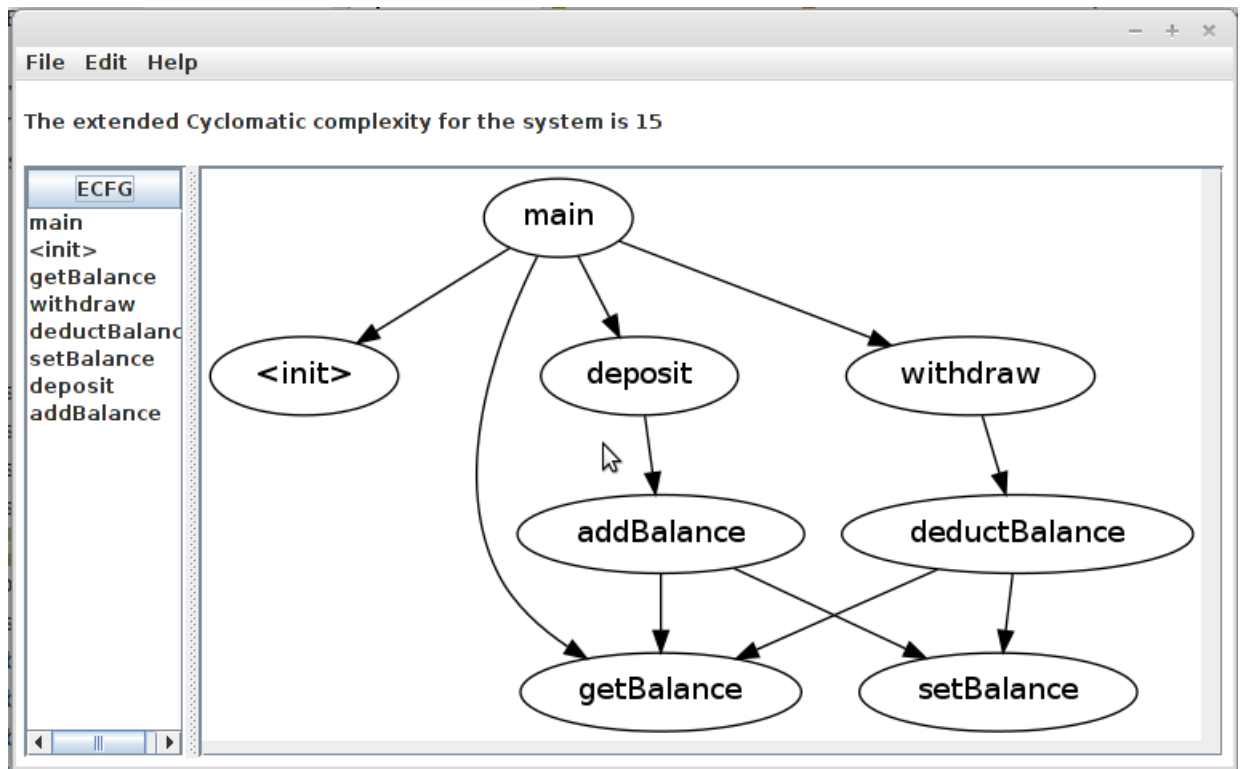 File Edit Help
The extended Cyclomatic complexity for the system is 15
ECFG
main
<init>
getBalance
withdraw
deductBalanc
setBalance
deposit
addBalance
main
<init> deposit withdraw
addBalance deductBalance
getBalance setBalance